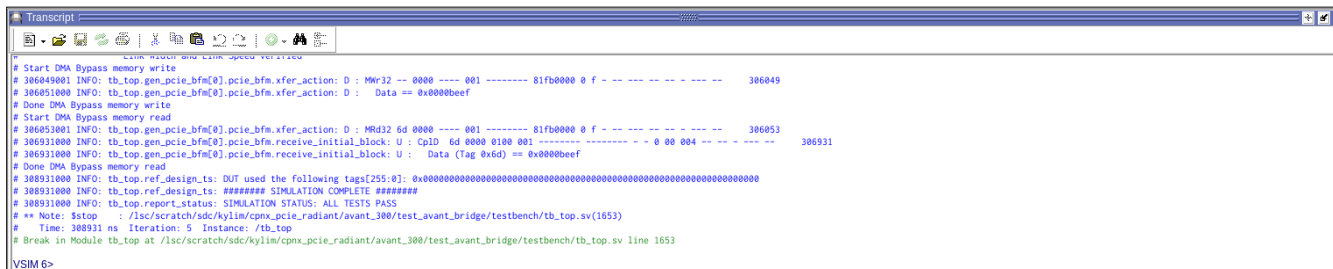 Transcript
# Link Width and Link Speed verified
# Start DMA Bypass memory write
# 306049001 INFO: tb_top.gen_pcie_bfm[0].pcie_bfm.xfer_action: D : MWr32 -- 0000 ---- 001 -------- 81fb0000 0 f - -- --- -- -- - --- -- 306049
# 306051000 INFO: tb_top.gen_pcie_bfm[0].pcie_bfm.xfer_action: D : Data == 0x0000beef
# Done DMA Bypass memory write
# Start DMA Bypass memory read
# 306053001 INFO: tb_top.gen_pcie_bfm[0].pcie_bfm.xfer_action: D : MRd32 6d 0000 ---- 001 -------- 81fb0000 0 f - -- --- -- -- - --- -- 306053
# 306931000 INFO: tb_top.gen_pcie_bfm[0].pcie_bfm.receive_initial_block: U : CplD 6d 0000 0100 001 -------- -------- - - 0 00 004 -- -- - --- -- 306931
# 306931000 INFO: tb_top.gen_pcie_bfm[0].pcie_bfm.receive_initial_block: U : Data (Tag 0x6d) == 0x0000beef
# Done DMA Bypass memory read
# 308931000 INFO: tb_top.ref_design_ts: DUT used the following tags[255:0]: 0x0000000000000000000000000000000000000000000000000000000000000000
# 308931000 INFO: tb_top.ref_design_ts: ######## SIMULATION COMPLETE ########
# 308931000 INFO: tb_top.report_status: SIMULATION STATUS: ALL TESTS PASS
# ** Note: $stop : /lsc/scratch/sdc/kylim/cpnx_pcie_radiant/avant_300/test_avant_bridge/testbench/tb_top.sv(1653)
# Time: 308931 ns Iteration: 5 Instance: /tb_top
# Break in Module tb_top at /lsc/scratch/sdc/kylim/cpnx_pcie_radiant/avant_300/test_avant_bridge/testbench/tb_top.sv line 1653
VSIM 6>